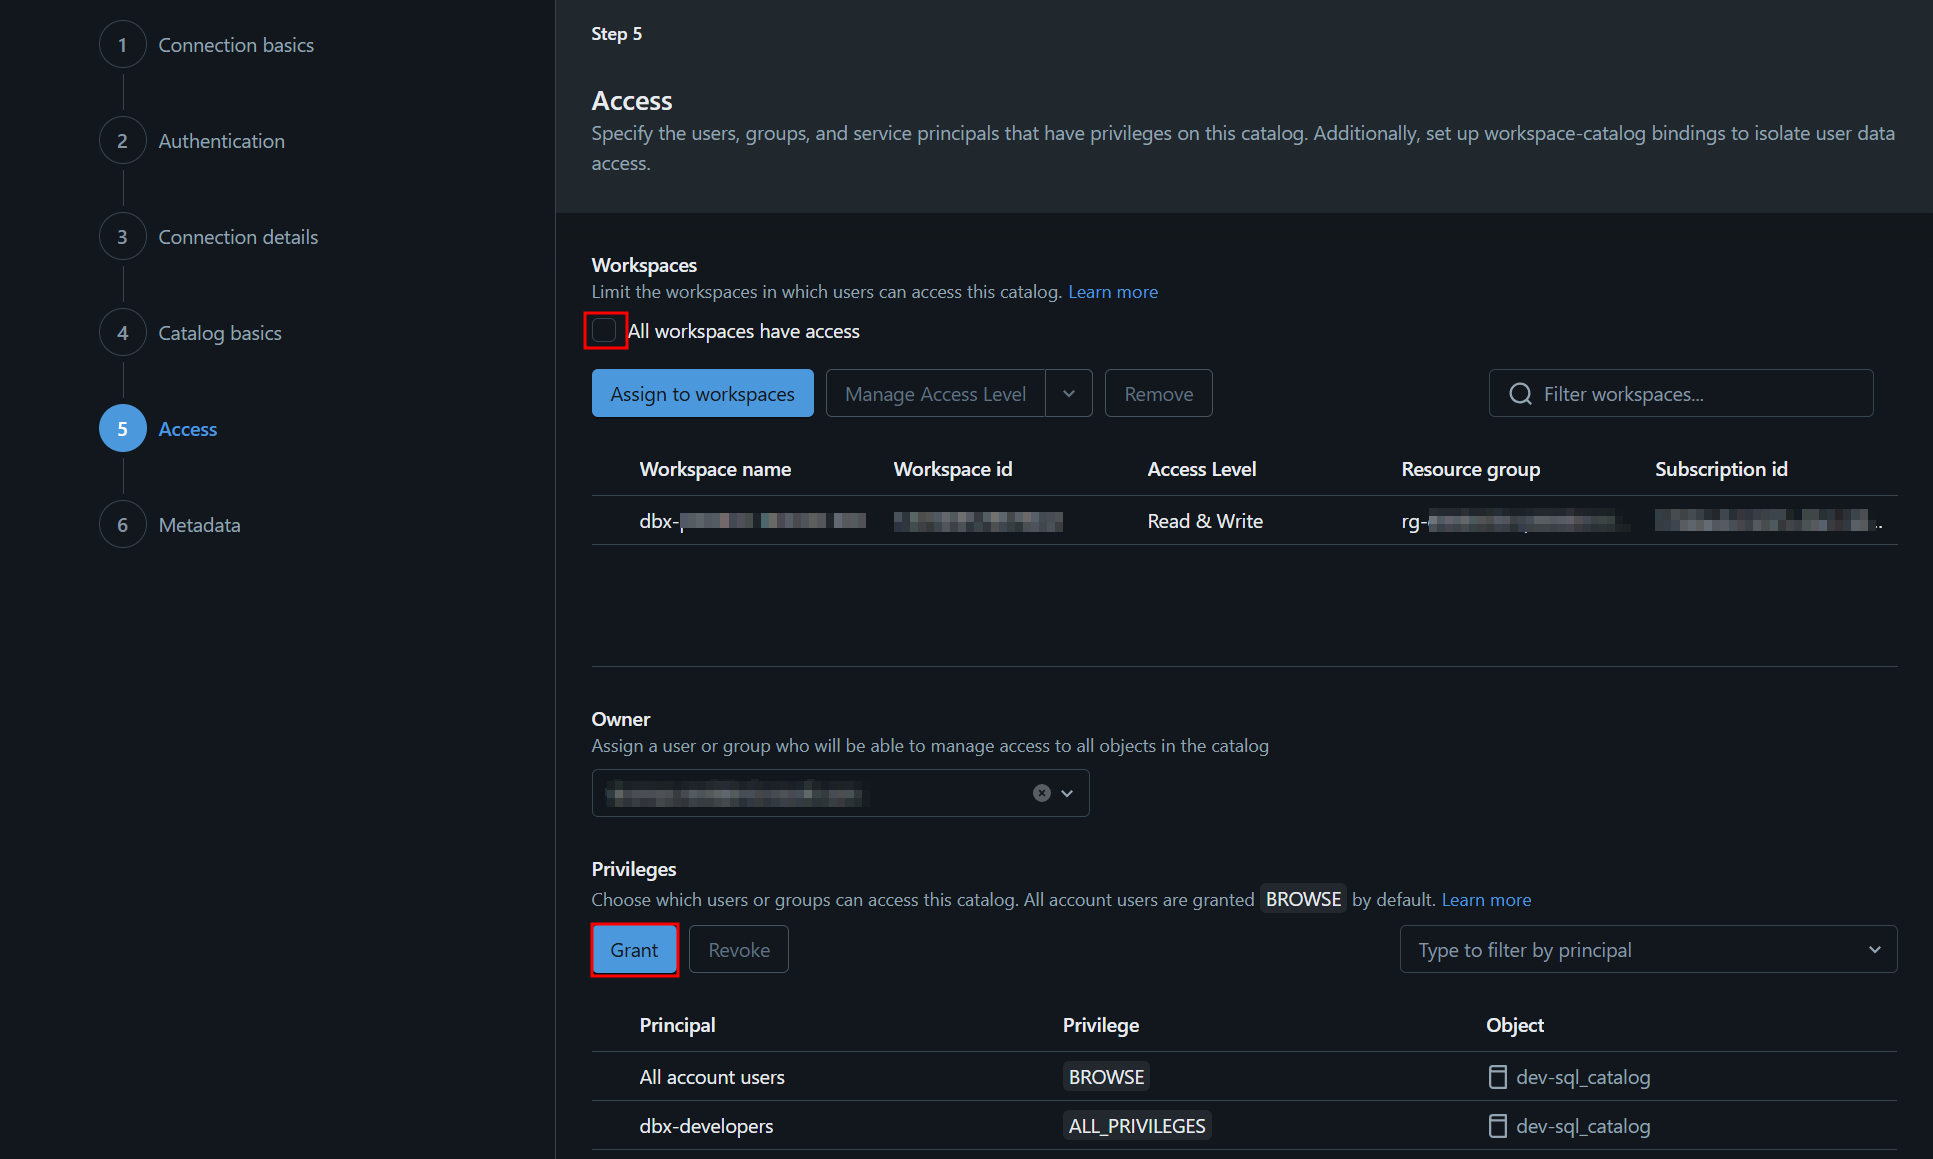 1 Connection basics
2 Authentication
3 Connection details
4 Catalog basics
5 Access
6 Metadata
Step 5
Access
Specify the users, groups, and service principals that have privileges on this catalog. Additionally, set up workspace-catalog bindings to isolate user data
access.
Workspaces
Limit the workspaces in which users can access this catalog. Learn more
All workspaces have access
Assign to workspaces Manage Access Level Remove Filter workspaces...
Workspace name Workspace id Access Level Resource group Subscription id
dbx- Read & Write rg- ..
Owner
Assign a user or group who will be able to manage access to all objects in the catalog
Privileges
Choose which users or groups can access this catalog. All account users are granted BROWSE by default. Learn more
Grant Revoke Type to filter by principal
Principal Privilege Object
All account users BROWSE dev-sql_catalog
dbx-developers ALL_PRIVILEGES dev-sql_catalog